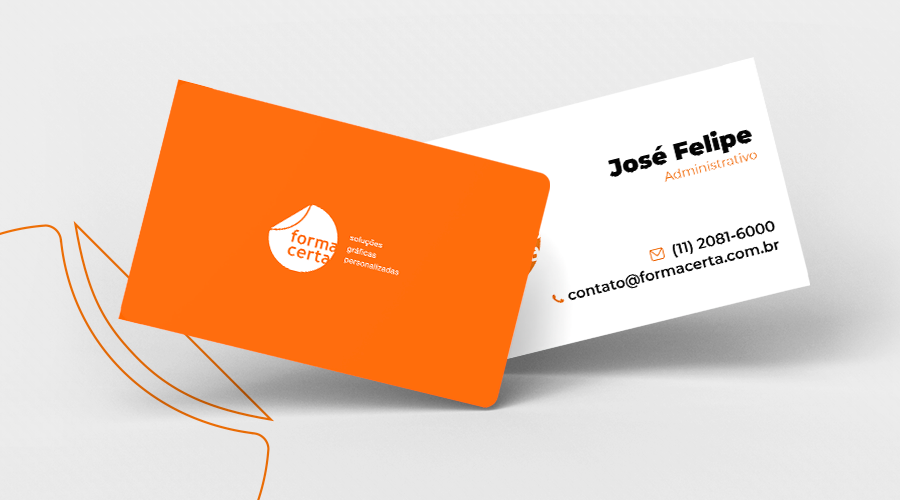 forma
certa
soluções
gráficas
personalizadas
José Felipe
Administrativo
(11) 2081-6000
contato@formacerta.com.br